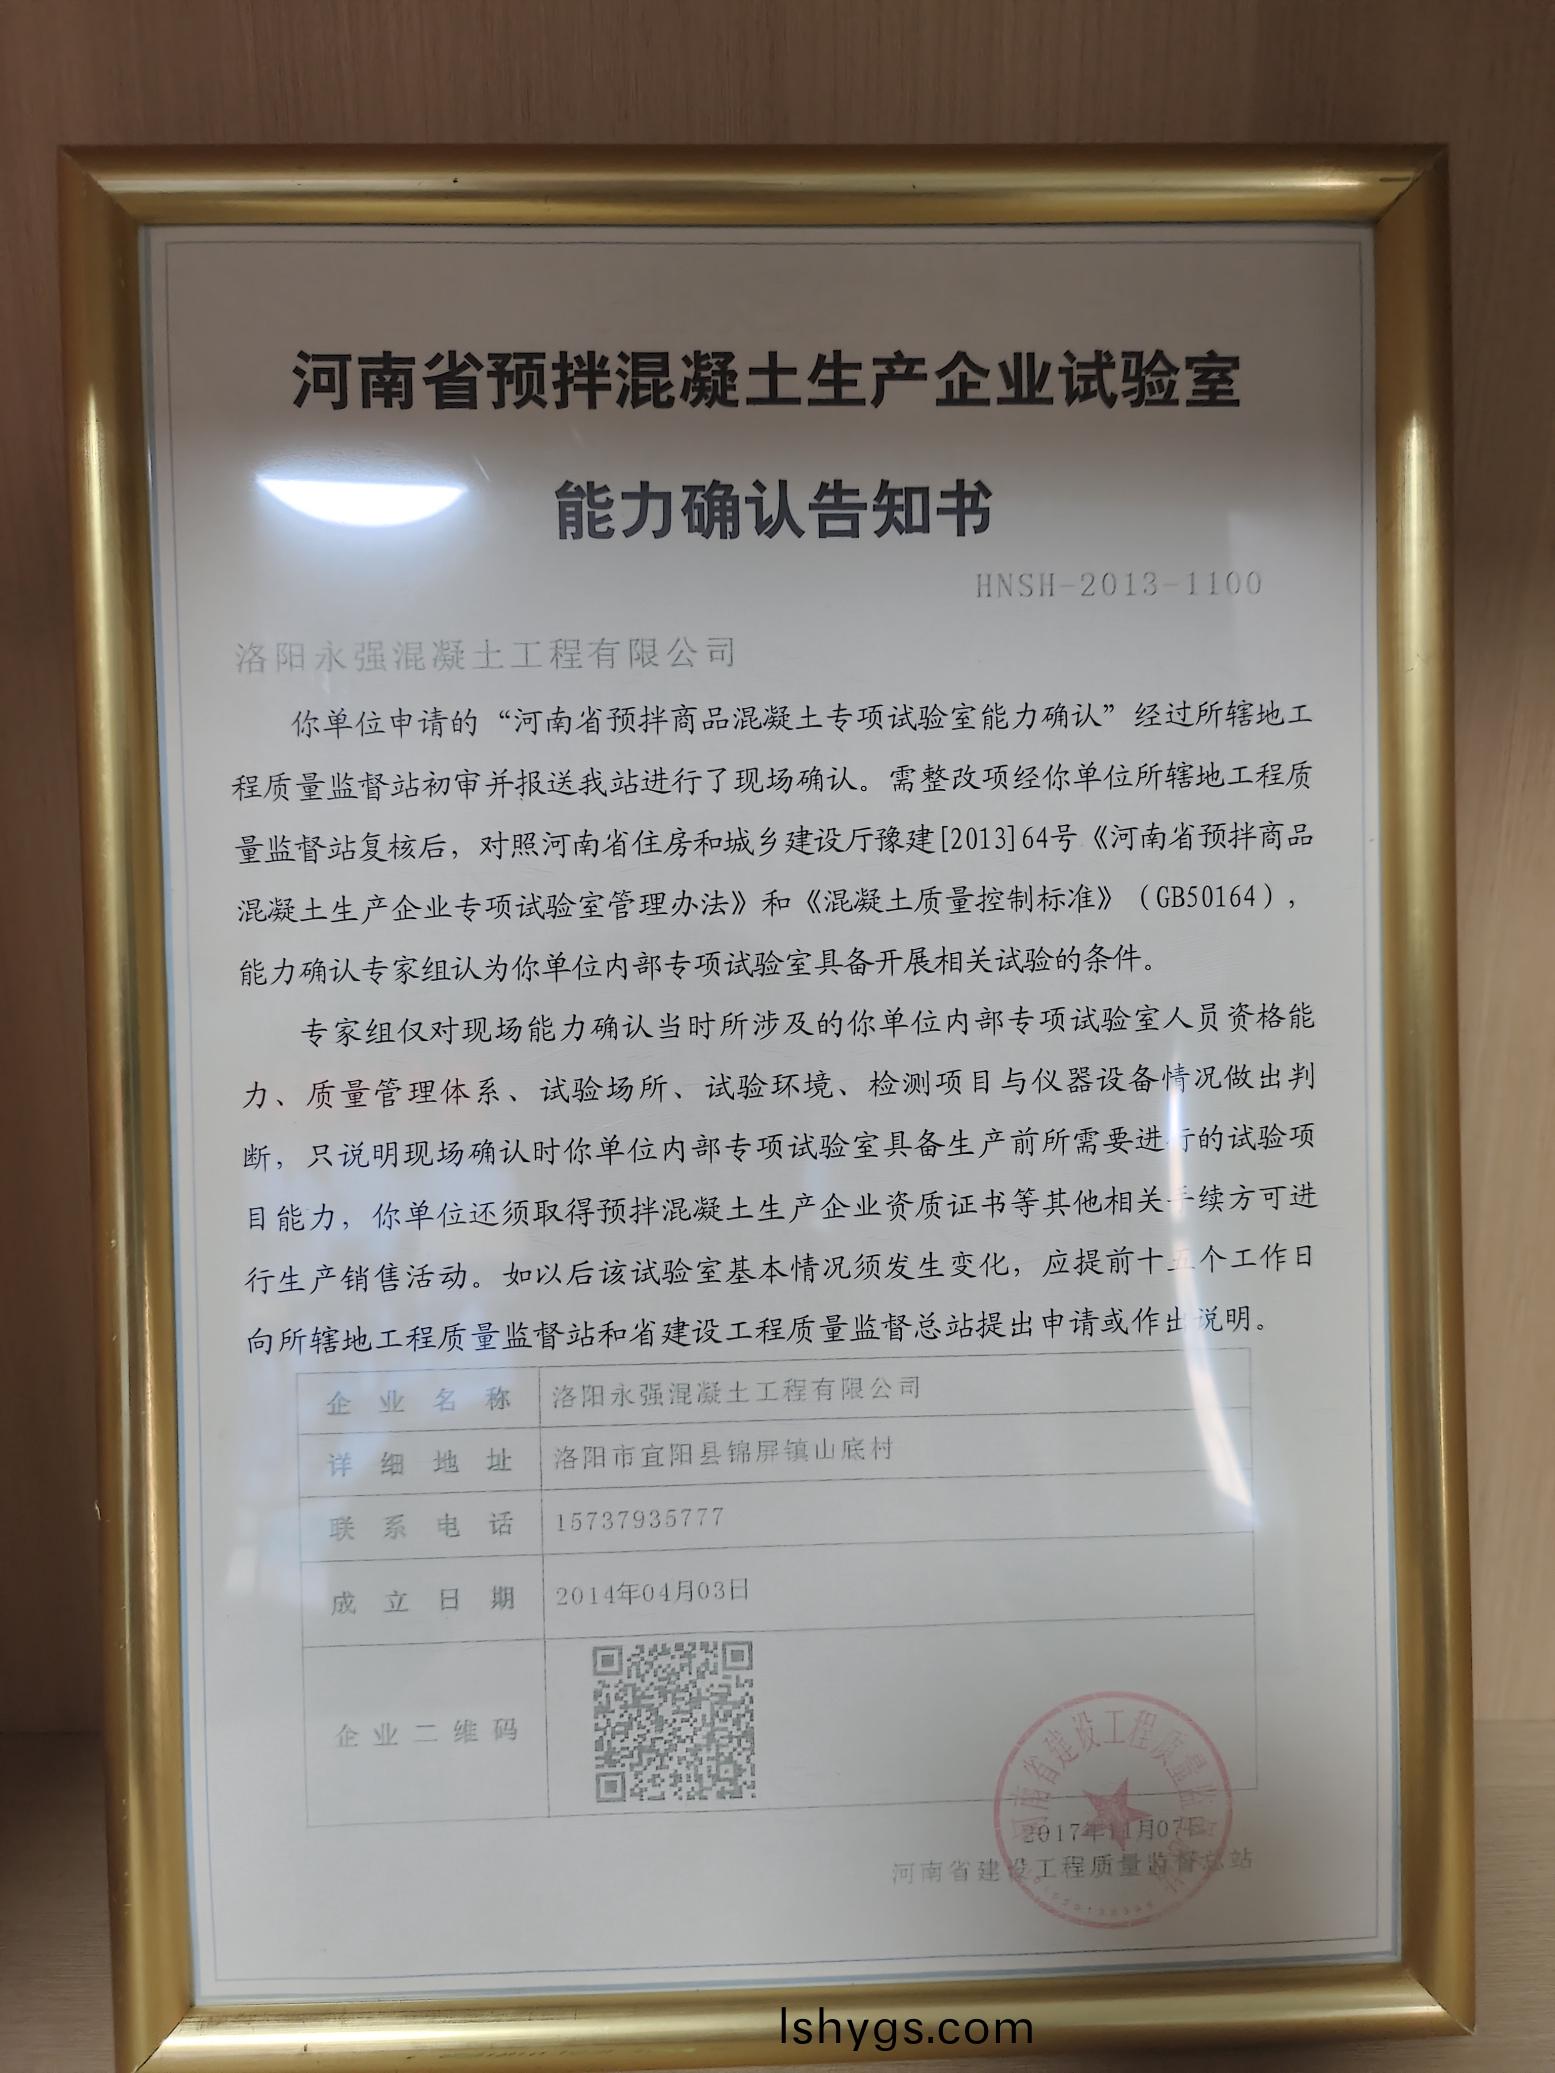 河南省预拌混凝土生产企业试验室
能力确认告知书
HNSH-2013-1100
洛阳永强混凝土工程有限公司
你单位申请的“河南省预拌商品混凝土专项试验室能力确认”经过所辖地工
程质量监督站初审并报送我站进行了现场确认。需整改项经你单位所辖地工程质
量监督站复核后，对照河南省住房和城乡建设厅豫建[2013]64号《河南省预拌商品
混凝土生产企业专项试验室管理办法》和《混凝土质量控制标准》（GB50164），
能力确认专家组认为你单位内部专项试验室具备开展相关试验的条件。
专家组仅对现场能力确认当时所涉及的你单位内部专项试验室人员资格能
力、质量管理体系、试验场所、试验环境、检测项目与仪器设备情况做出判
断，只说明现场确认时你单位内部专项试验室具备生产前所需要进行的试验项
目能力，你单位还须取得预拌混凝土生产企业资质证书等其他相关手续方可进
行生产销售活动。如以后该试验室基本情况须发生变化，应提前十五个工作日
向所辖地工程质量监督站和省建设工程质量监督总站提出申请或作出说明。
企业名称 洛阳永强混凝土工程有限公司
详细地址 洛阳市宜阳县锦屏镇山底村
联系电话 15737935777
成立日期 2014年04月03日
企业二维码
河南省建设工程质量监
2017年11月07日
河南省建设工程质量监督总站
lshygs.com